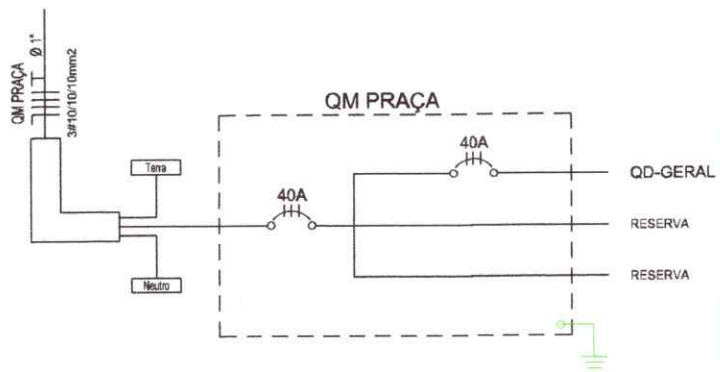 QM PRAÇA
Ø 1"
3#10/10/10mm2
QM PRAÇA
40A
QD-GERAL
Terra
40A
RESERVA
RESERVA
Neutro